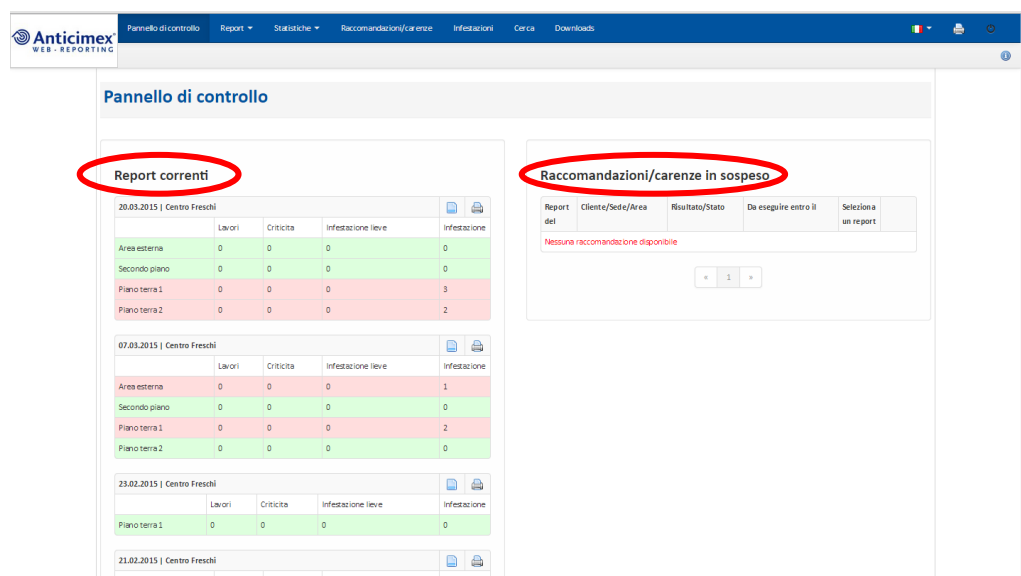 Anticimex®
WEB - REPORTING
Pannello di controllo Report Statistiche Raccomandazioni/carenze Infestazioni Cerca Downloads
Pannello di controllo
Report correnti
20.03.2015 | Centro Freschi
Lavori Criticita Infestazione lieve Infestazione
Area esterna 0 0 0 0
Secondo piano 0 0 0 0
Piano terra 1 0 0 0 3
Piano terra 2 0 0 0 2
07.03.2015 | Centro Freschi
Lavori Criticita Infestazione lieve Infestazione
Area esterna 0 0 0 1
Secondo piano 0 0 0 0
Piano terra 1 0 0 0 2
Piano terra 2 0 0 0 0
23.02.2015 | Centro Freschi
Lavori Criticita Infestazione lieve Infestazione
Piano terra 1 0 0 0 0
21.02.2015 | Centro Freschi
Raccomandazioni/carenze in sospeso
Report del Cliente/Sede/Area Risultato/Stato Da eseguire entro il Seleziona un report
Nessuna raccomandazione disponibile
« 1 »